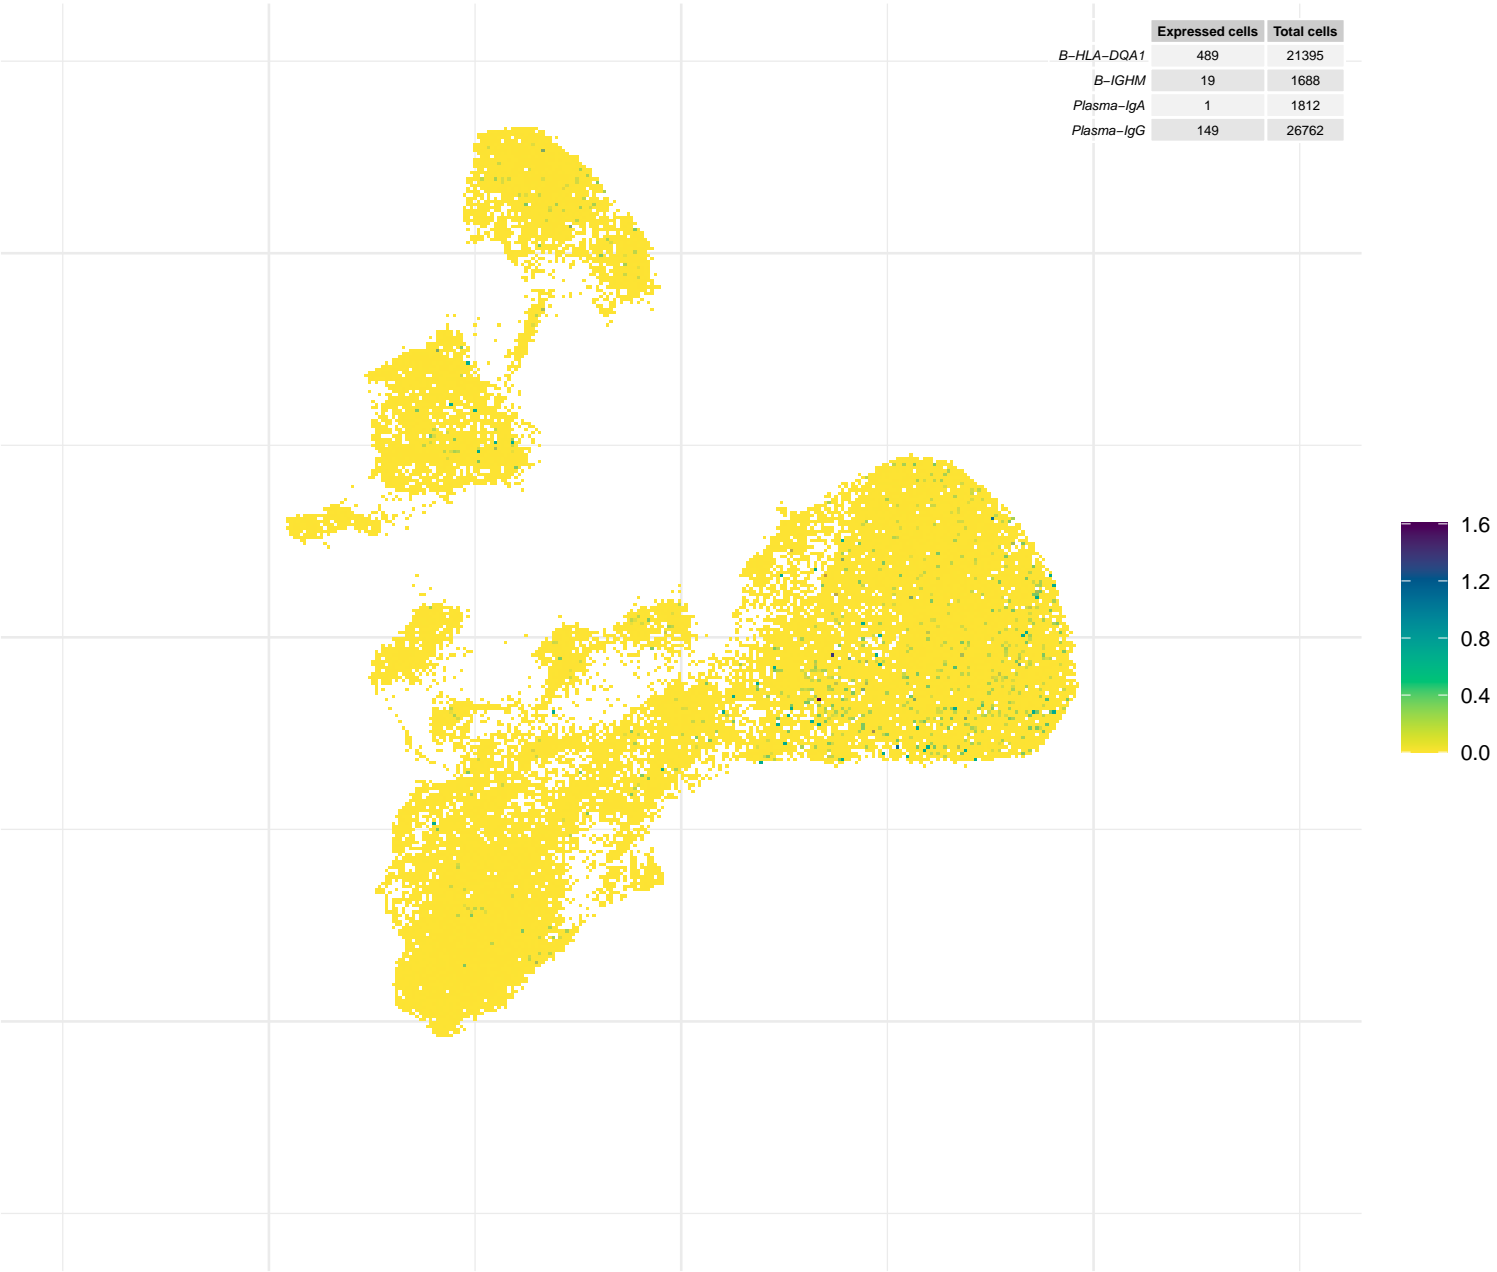 Expressed cells Total cells
B−HLA−DQA1 489 21395
B−IGHM 19 1688
Plasma−IgA 1 1812
Plasma−IgG 149 26762
1.6
1.2
0.8
0.4
0.0